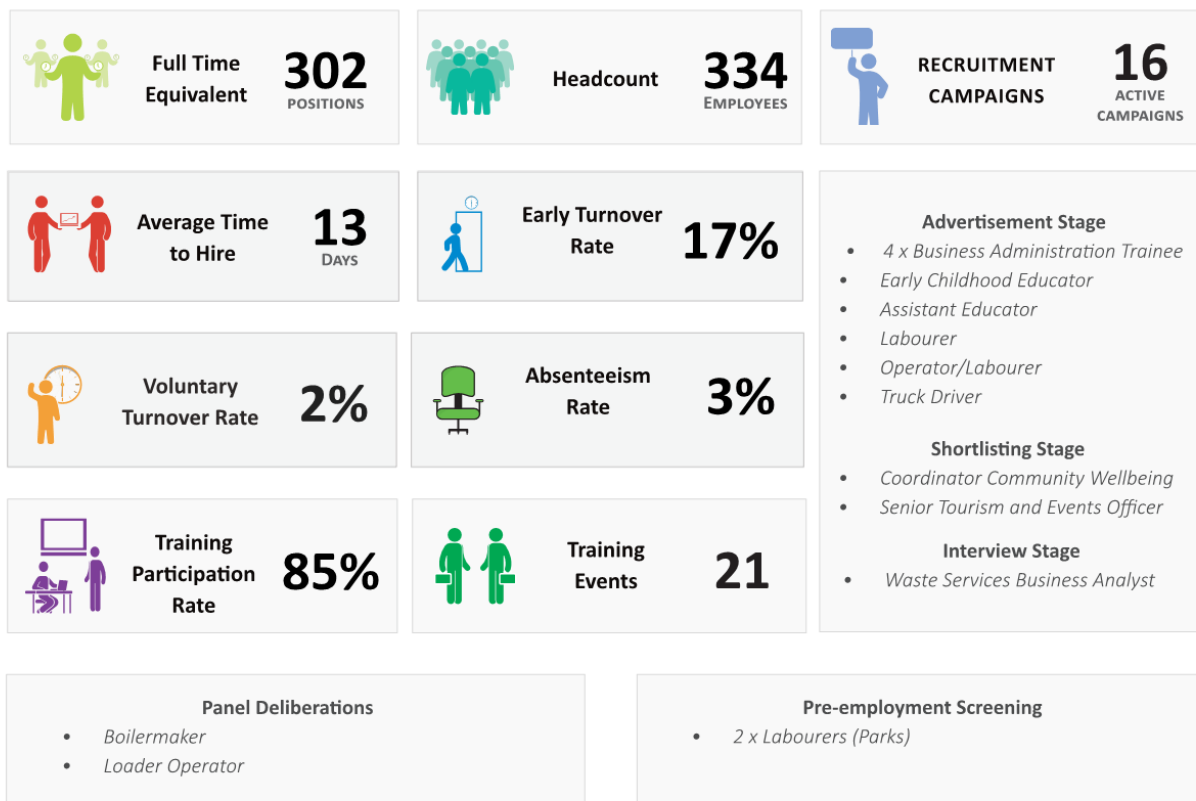 Full Time
Equivalent
302
POSITIONS
Headcount
334
EMPLOYEES
RECRUITMENT
CAMPAIGNS
16
ACTIVE
CAMPAIGNS
Average Time
to Hire
13
DAYS
Early Turnover
Rate
17%
Voluntary
Turnover Rate
2%
Absenteeism
Rate
3%
Training
Participation
Rate
85%
Training
Events
21
Advertisement Stage
• 4 x Business Administration Trainee
• Early Childhood Educator
• Assistant Educator
• Labourer
• Operator/Labourer
• Truck Driver
Shortlisting Stage
• Coordinator Community Wellbeing
• Senior Tourism and Events Officer
Interview Stage
• Waste Services Business Analyst
Panel Deliberations
• Boilermaker
• Loader Operator
Pre-employment Screening
• 2 x Labourers (Parks)